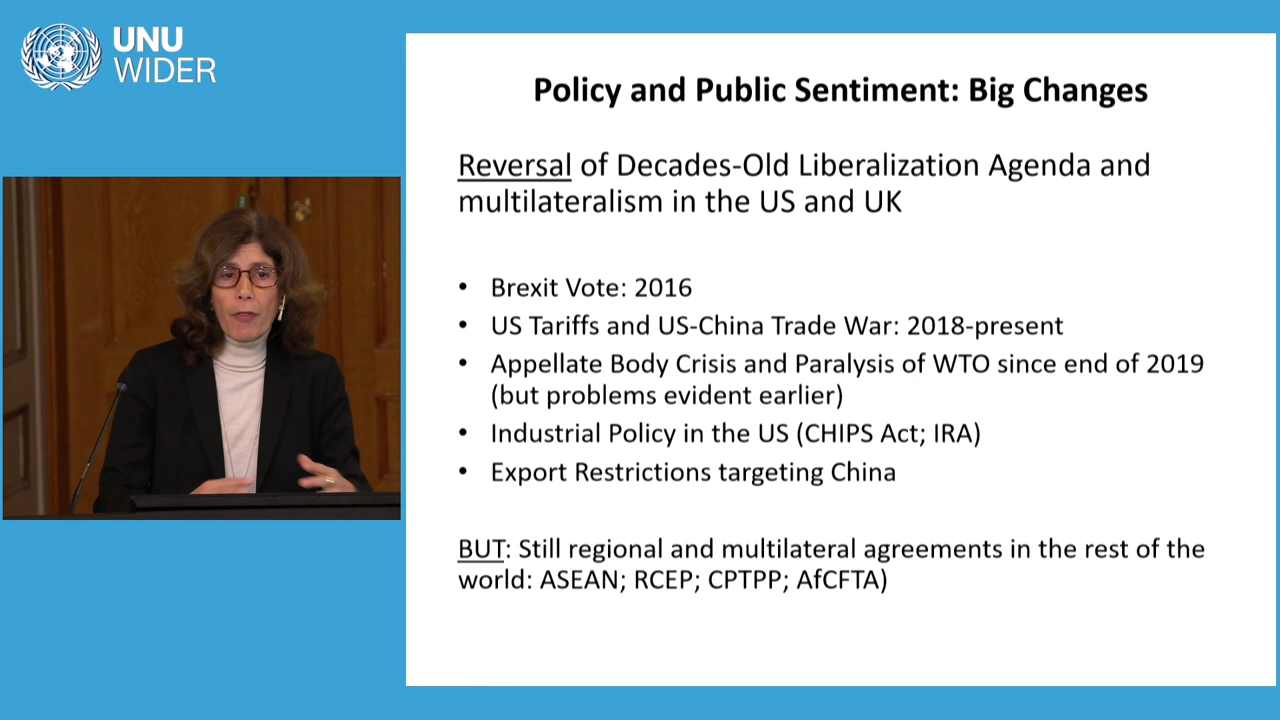 UNU
WIDER
Policy and Public Sentiment: Big Changes
Reversal of Decades-Old Liberalization Agenda and
multilateralism in the US and UK
• Brexit Vote: 2016
• US Tariffs and US-China Trade War: 2018-present
• Appellate Body Crisis and Paralysis of WTO since end of 2019
(but problems evident earlier)
• Industrial Policy in the US (CHIPS Act; IRA)
• Export Restrictions targeting China
BUT: Still regional and multilateral agreements in the rest of the
world: ASEAN; RCEP; CPTPP; AfCFTA)